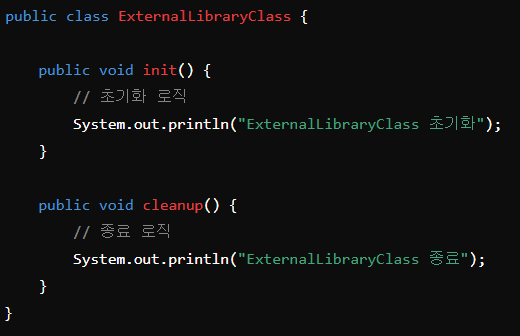 public class ExternalLibraryClass {
public void init() {
// 초기화 로직
System.out.println("ExternalLibraryClass 초기화");
}
public void cleanup() {
// 종료 로직
System.out.println("ExternalLibraryClass 종료");
}
}